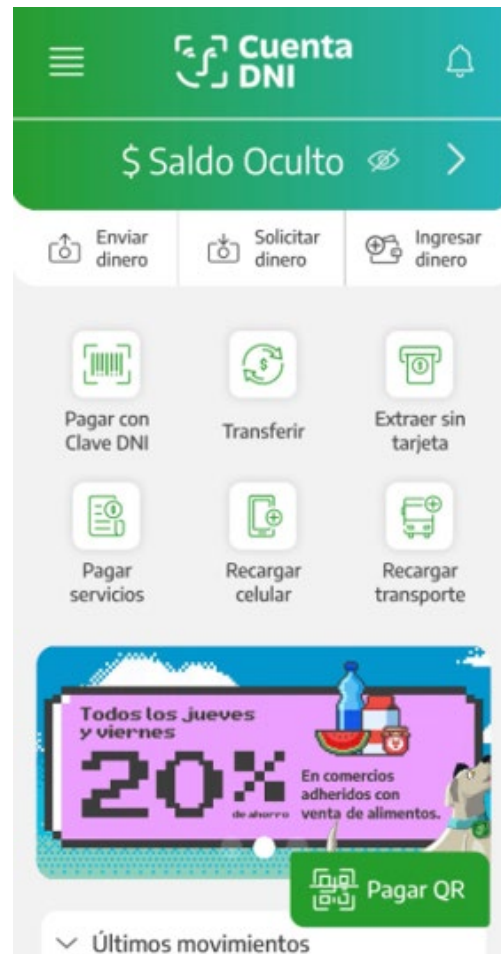 Cuenta
DNI
$ Saldo Oculto
Enviar
dinero
Solicitar
dinero
Ingresar
dinero
Pagar con
Clave DNI
Transferir
Extraer sin
tarjeta
Pagar
servicios
Recargar
celular
Recargar
transporte
Todos los jueves
y viernes
20%
de ahorro
En comercios
adheridos con
venta de alimentos.
Pagar QR
Últimos movimientos